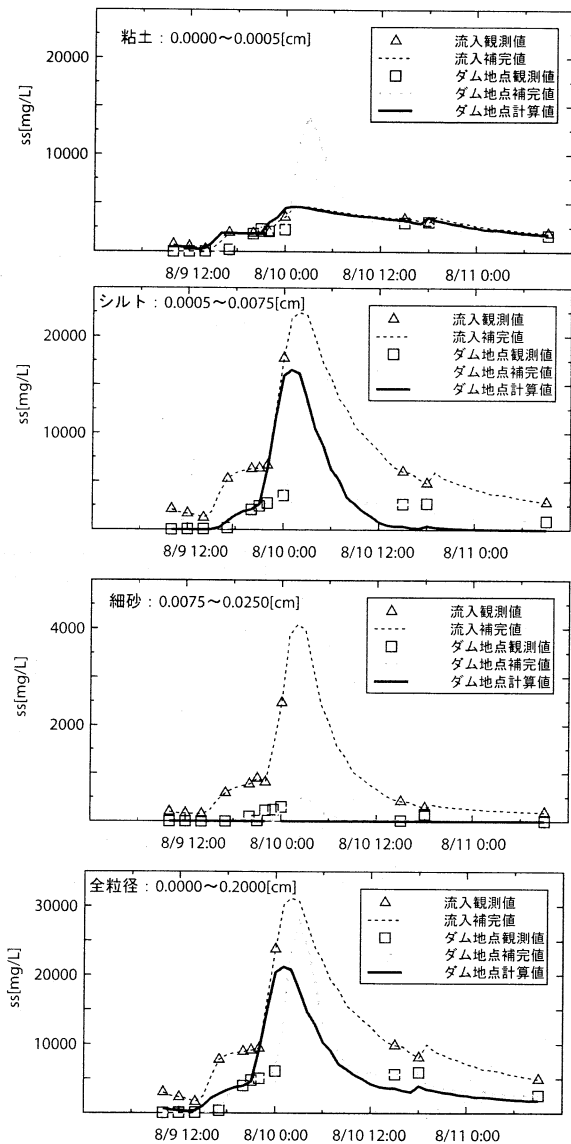 粘土：0.0000～0.0005[cm]
20000
10000
ss[mg/L]
流入観測値
流入補完値
ダム地点観測値
ダム地点補完値
ダム地点計算値
8/9 12:00 8/10 0:00 8/10 12:00 8/11 0:00
シルト：0.0005～0.0075[cm]
20000
10000
ss[mg/L]
流入観測値
流入補完値
ダム地点観測値
ダム地点補完値
ダム地点計算値
8/9 12:00 8/10 0:00 8/10 12:00 8/11 0:00
細砂：0.0075～0.0250[cm]
4000
2000
ss[mg/L]
流入観測値
流入補完値
ダム地点観測値
ダム地点補完値
ダム地点計算値
8/9 12:00 8/10 0:00 8/10 12:00 8/11 0:00
全粒径：0.0000～0.2000[cm]
30000
20000
10000
ss[mg/L]
流入観測値
流入補完値
ダム地点観測値
ダム地点補完値
ダム地点計算値
8/9 12:00 8/10 0:00 8/10 12:00 8/11 0:00